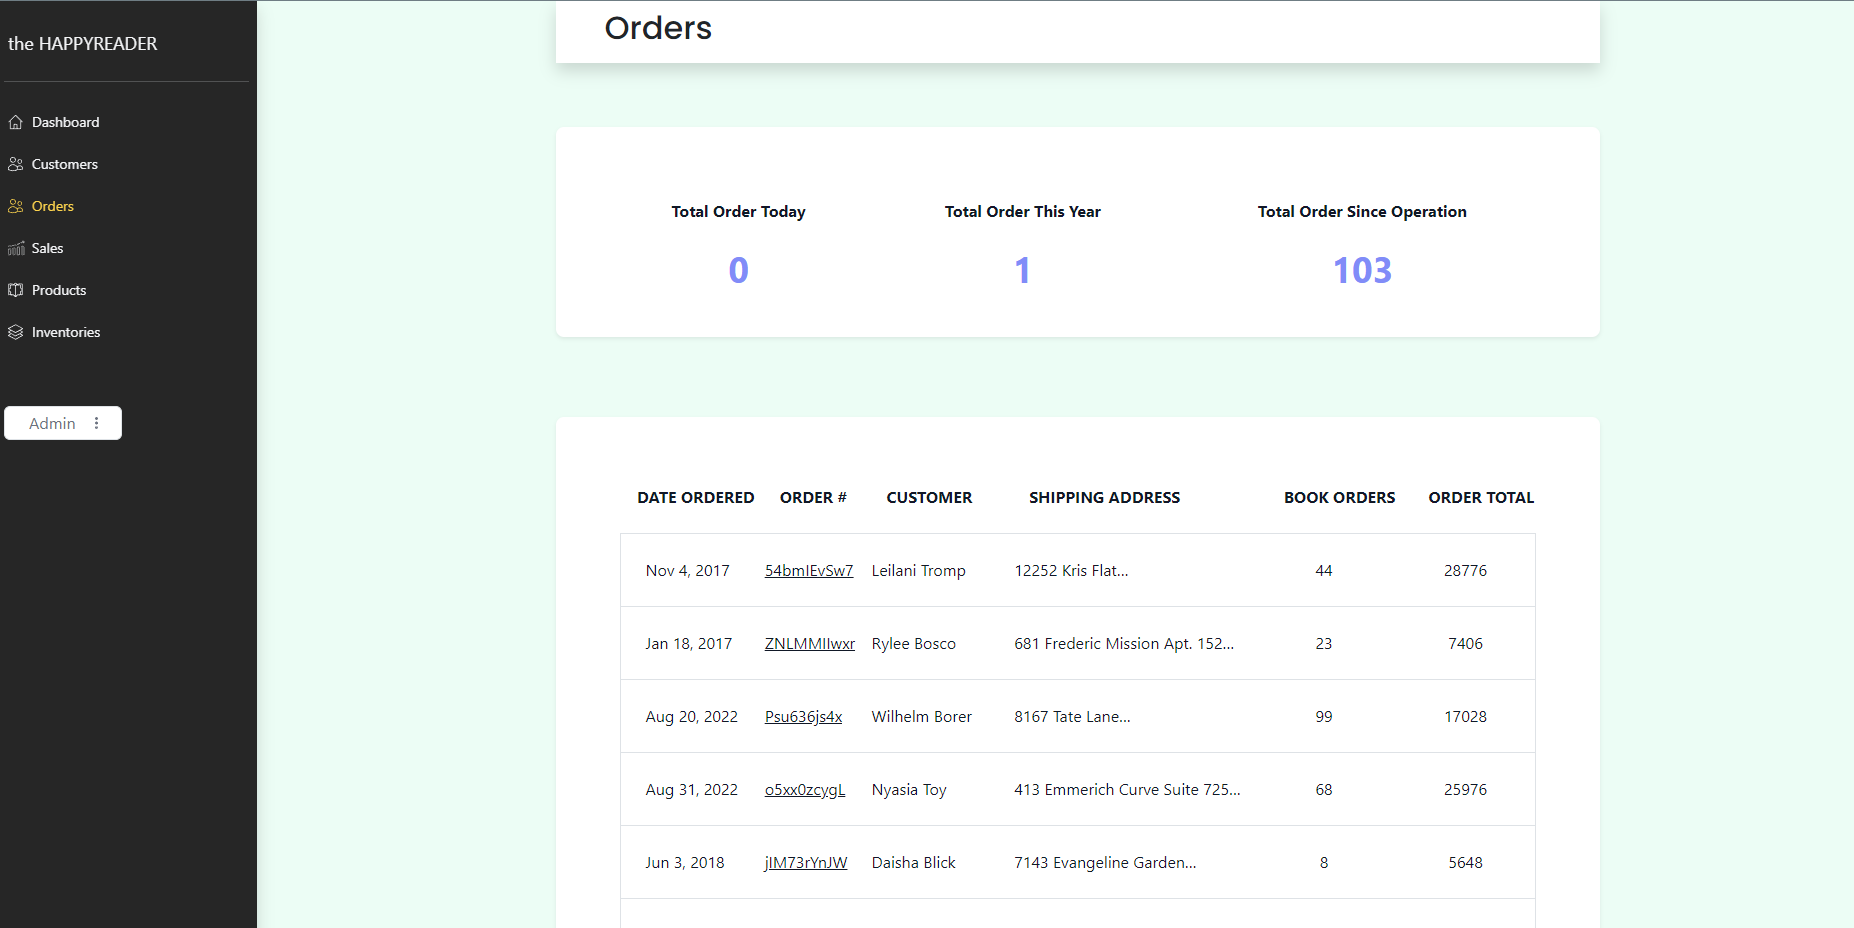 the HAPPYREADER
Dashboard
Customers
Orders
Sales
Products
Inventories
Admin
Orders
Total Order Today
Total Order This Year
Total Order Since Operation
0
1
103
DATE ORDERED ORDER # CUSTOMER SHIPPING ADDRESS BOOK ORDERS ORDER TOTAL
Nov 4, 2017 54bmIEvSw7 Leilani Tromp 12252 Kris Flat... 44 28776
Jan 18, 2017 ZNLMMIIwxr Rylee Bosco 681 Frederic Mission Apt. 152... 23 7406
Aug 20, 2022 Psu636js4x Wilhelm Borer 8167 Tate Lane... 99 17028
Aug 31, 2022 o5xx0zcygL Nyasia Toy 413 Emmerich Curve Suite 725... 68 25976
Jun 3, 2018 jIM73rYnJW Daisha Blick 7143 Evangeline Garden... 8 5648